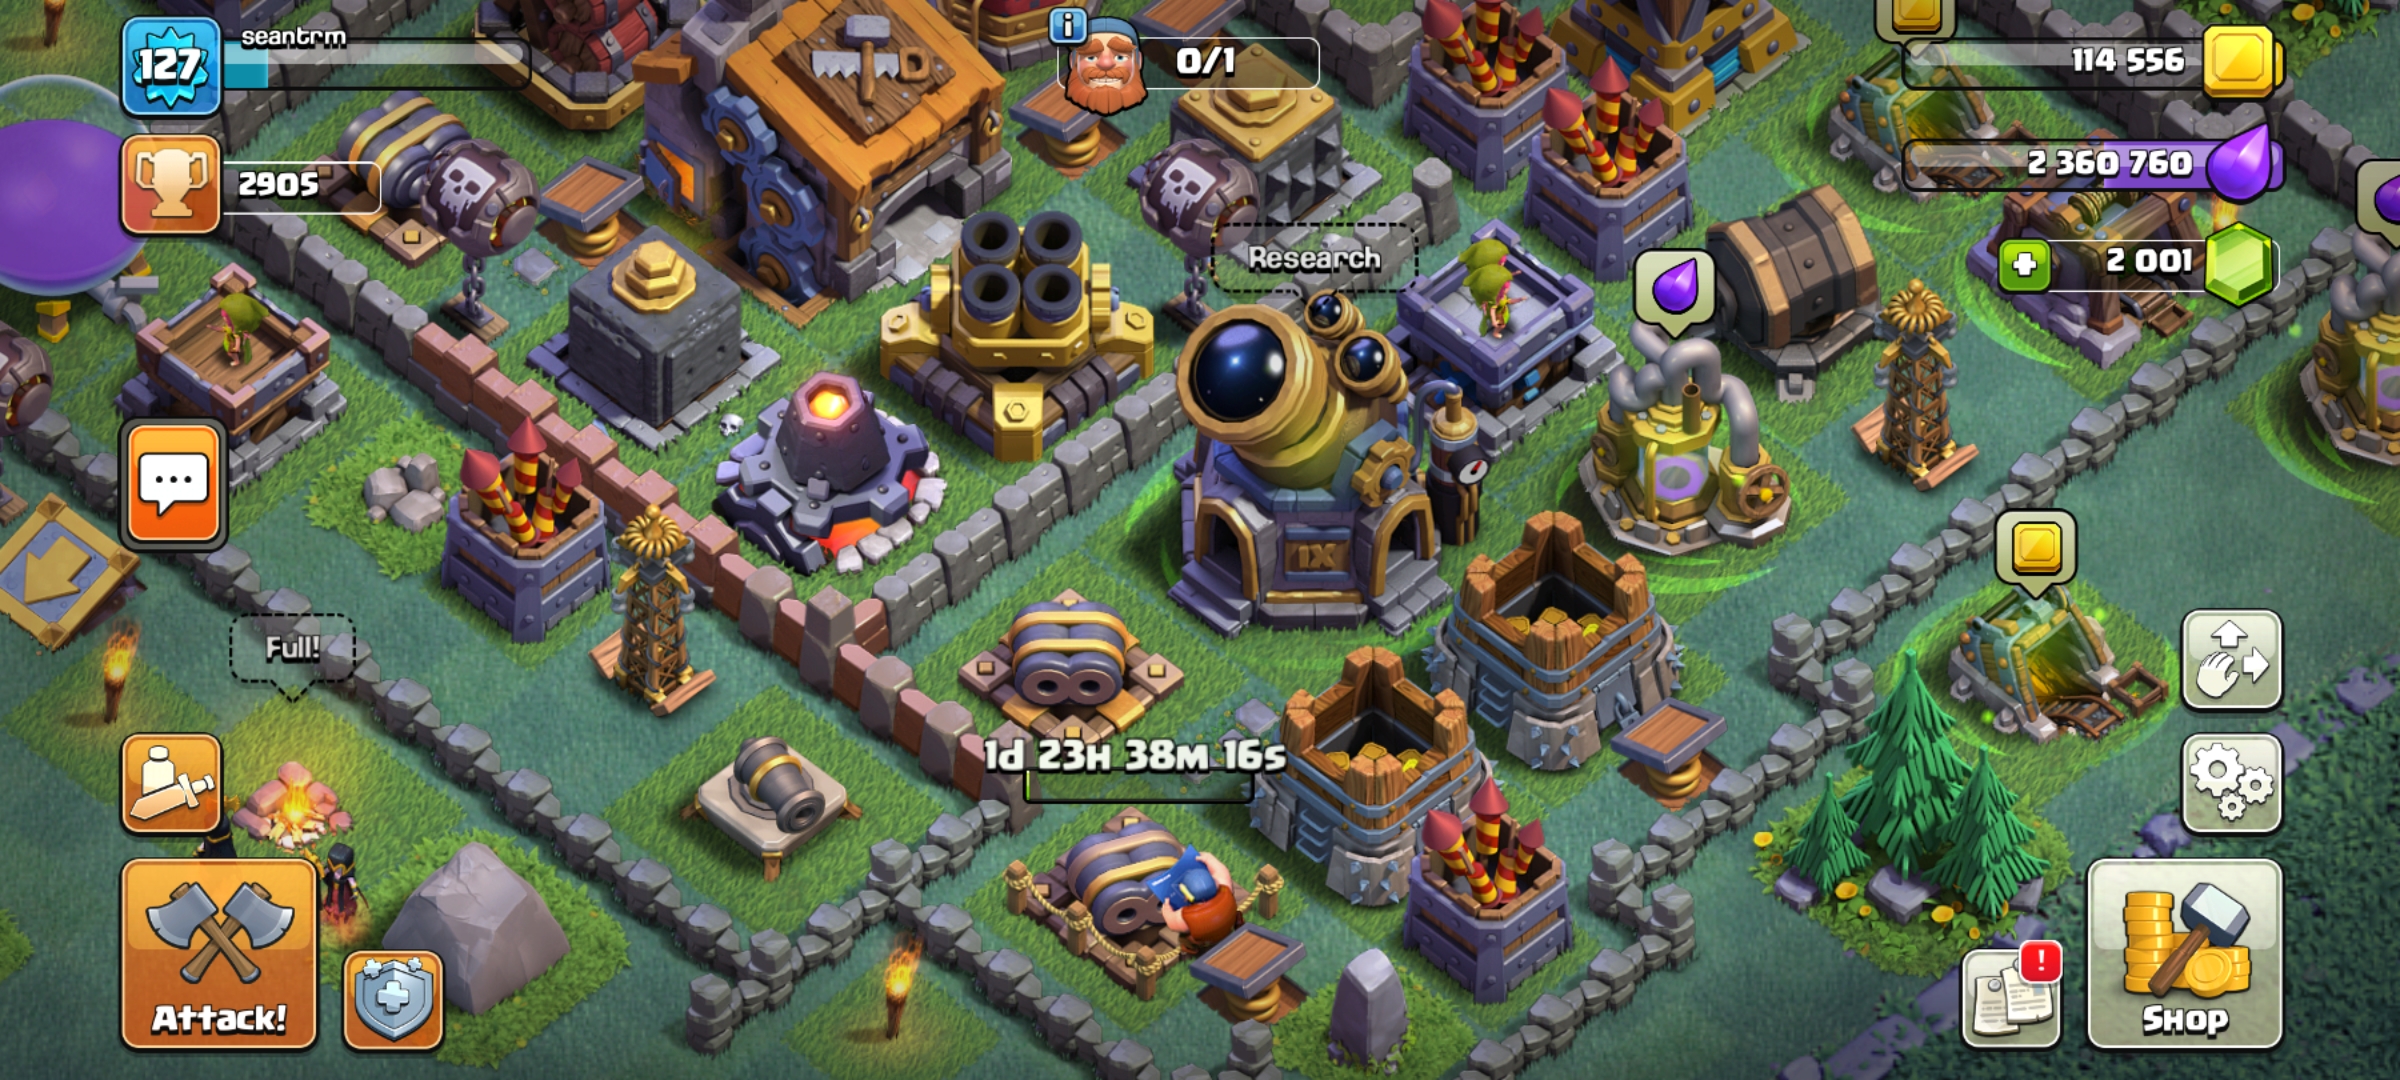 127
seantrm
i
0/1
114 556
2905
2 360 760
Research
2 001
IX
Full!
1d 23H 38M 16s
!
Attack!
Shop